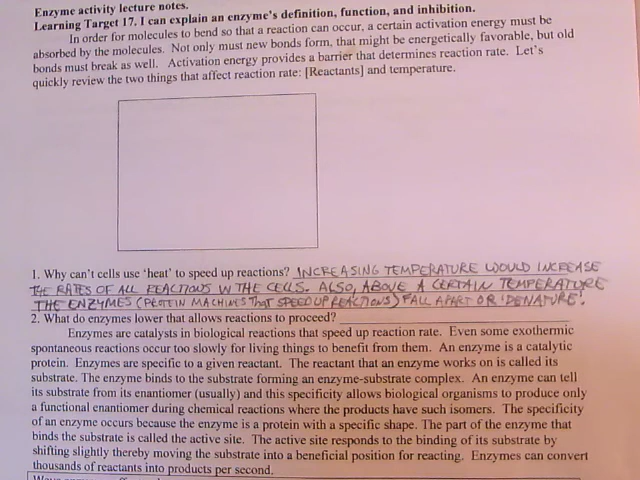 Enzyme activity lecture notes.
Learning Target 17. I can explain an enzyme's definition, function, and inhibition.
In order for molecules to bend so that a reaction can occur, a certain activation energy must be
absorbed by the molecules. Not only must new bonds form, that might be energetically favorable, but old
bonds must break as well. Activation energy provides a barrier that determines reaction rate. Let's
quickly review the two things that affect reaction rate: [Reactants] and temperature.
1. Why can't cells use 'heat' to speed up reactions? INCREASING TEMPERATURE WOULD INCREASE
THE RATES OF ALL REACTIONS IN THE CELLS. ALSO, ABOVE A CERTAIN TEMPERATURE
THE ENZYMES (PROTEIN MACHINES THAT SPEED UP REACTIONS) FALL APART OR 'DENATURE'.
2. What do enzymes lower that allows reactions to proceed?
Enzymes are catalysts in biological reactions that speed up reaction rate. Even some exothermic
spontaneous reactions occur too slowly for living things to benefit from them. An enzyme is a catalytic
protein. Enzymes are specific to a given reactant. The reactant that an enzyme works on is called its
substrate. The enzyme binds to the substrate forming an enzyme-substrate complex. An enzyme can tell
its substrate from its enantiomer (usually) and this specificity allows biological organisms to produce only
a functional enantiomer during chemical reactions where the products have such isomers. The specificity
of an enzyme occurs because the enzyme is a protein with a specific shape. The part of the enzyme that
binds the substrate is called the active site. The active site responds to the binding of its substrate by
shifting slightly thereby moving the substrate into a beneficial position for reacting. Enzymes can convert
thousands of reactants into products per second.